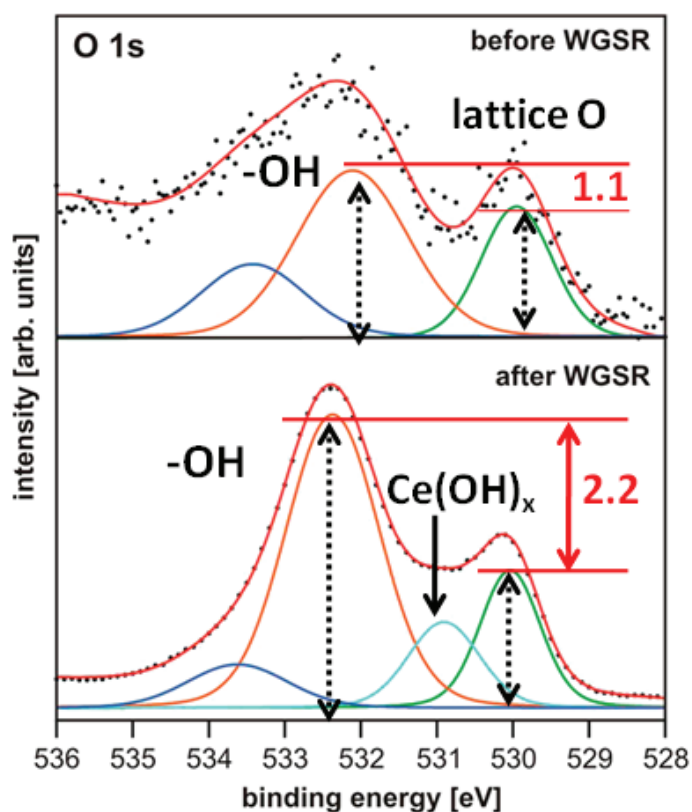 O 1s
before WGSR
lattice O
-OH
1.1
after WGSR
-OH
Ce(OH)x
2.2
intensity [arb. units]
536 535 534 533 532 531 530 529 528
binding energy [eV]